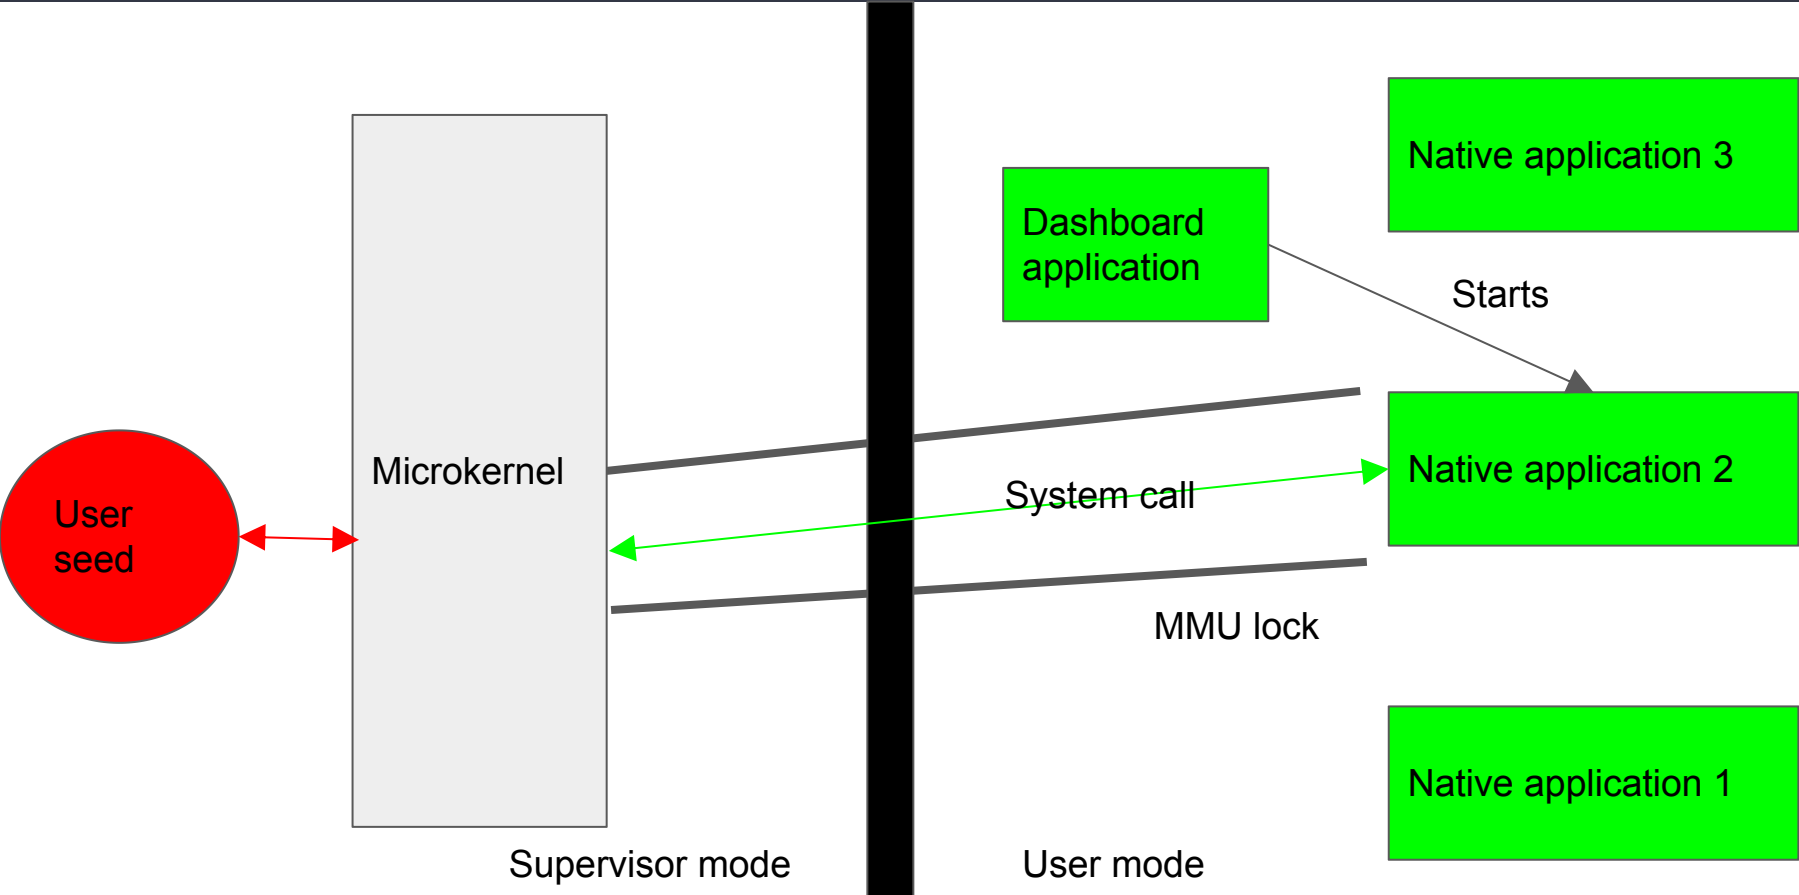 Native application 3
Dashboard
application
Starts
Microkernel
Native application 2
System call
User
seed
MMU lock
Native application 1
Supervisor mode
User mode